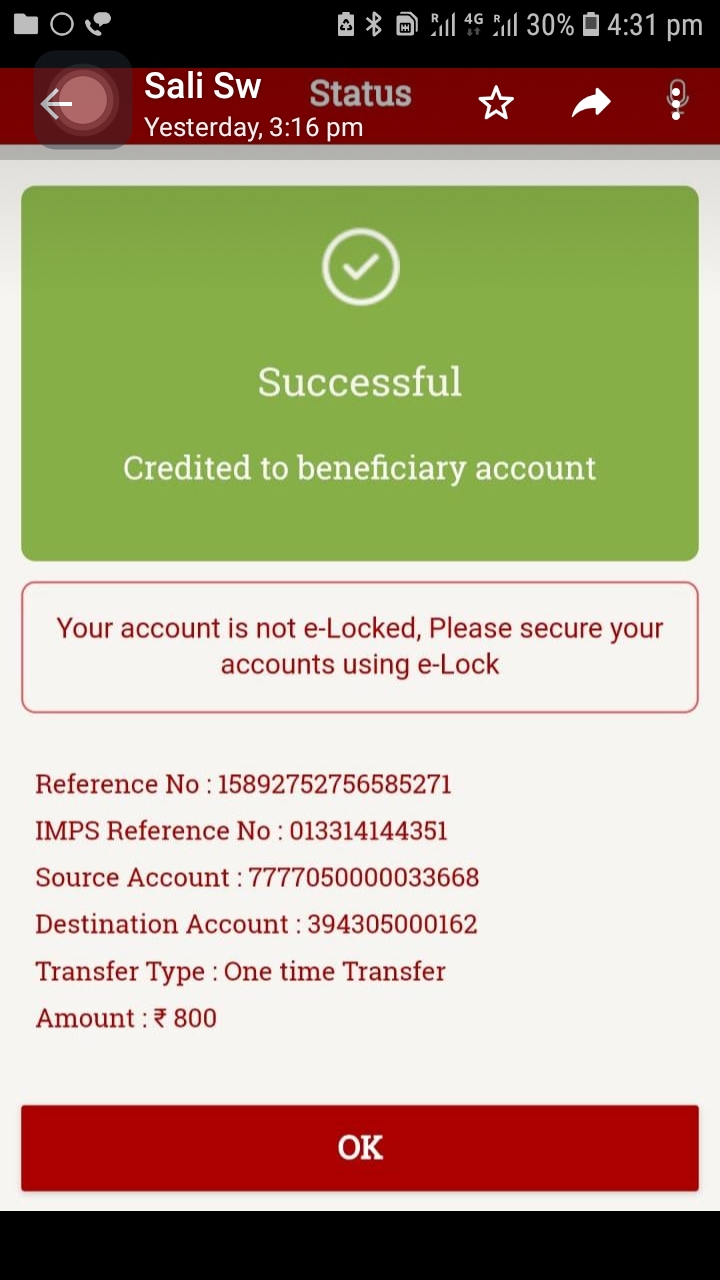 R 4G R 30% 4:31 pm
Sali Sw Status
Yesterday, 3:16 pm
Successful
Credited to beneficiary account
Your account is not e-Locked, Please secure your
accounts using e-Lock
Reference No : 15892752756585271
IMPS Reference No : 013314144351
Source Account : 7777050000033668
Destination Account : 394305000162
Transfer Type : One time Transfer
Amount : ₹ 800
OK